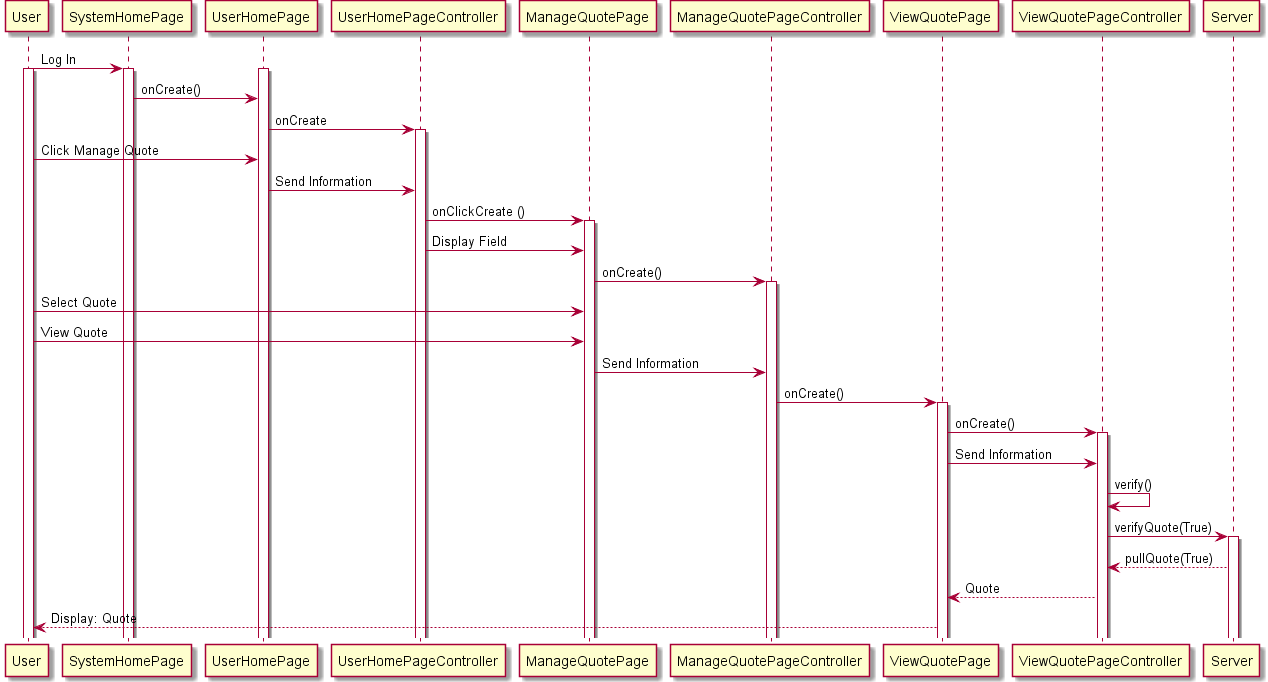 User SystemHomePage UserHomePage UserHomePageController ManageQuotePage ManageQuotePageController ViewQuotePage ViewQuotePageController Server
Log In
onCreate()
onCreate
Click Manage Quote
Send Information
onClickCreate ()
Display Field
onCreate()
Select Quote
View Quote
Send Information
onCreate()
onCreate()
Send Information
verify()
verifyQuote(True)
pullQuote(True)
Quote
Display: Quote
User SystemHomePage UserHomePage UserHomePageController ManageQuotePage ManageQuotePageController ViewQuotePage ViewQuotePageController Server